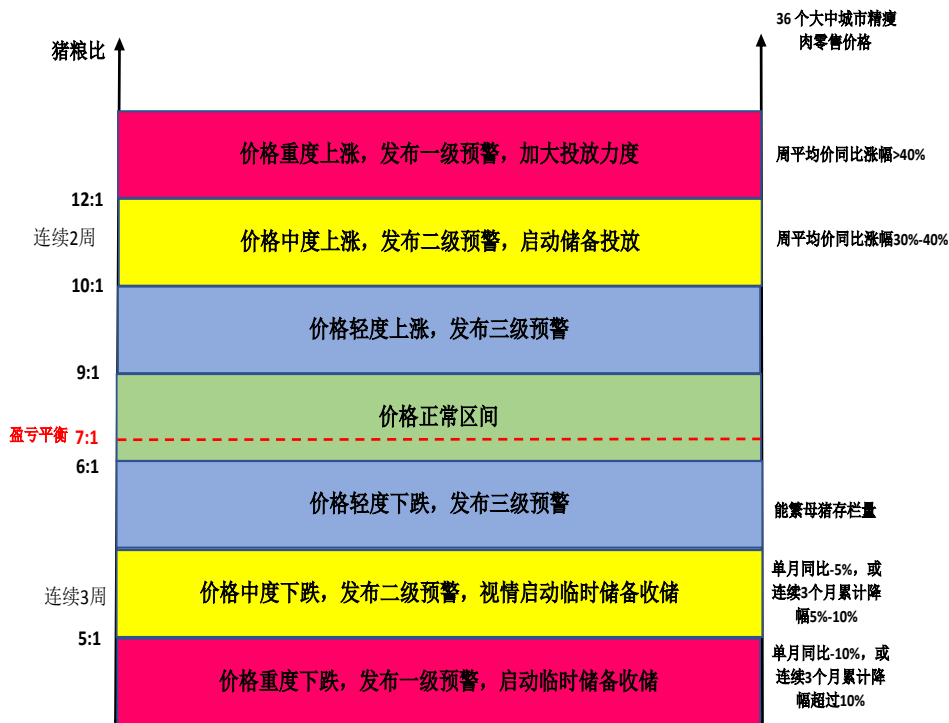 猪粮比
36 个大中城市精瘦
肉零售价格
价格重度上涨，发布一级预警，加大投放力度
周平均价同比涨幅>40%
12:1
连续2周
价格中度上涨，发布二级预警，启动储备投放
周平均价同比涨幅30%-40%
10:1
价格轻度上涨，发布三级预警
9:1
价格正常区间
盈亏平衡 7:1
6:1
价格轻度下跌，发布三级预警
能繁母猪存栏量
连续3周
价格中度下跌，发布二级预警，视情启动临时储备收储
单月同比-5%，或
连续3个月累计降
幅5%-10%
5:1
价格重度下跌，发布一级预警，启动临时储备收储
单月同比-10%，或
连续3个月累计降
幅超过10%